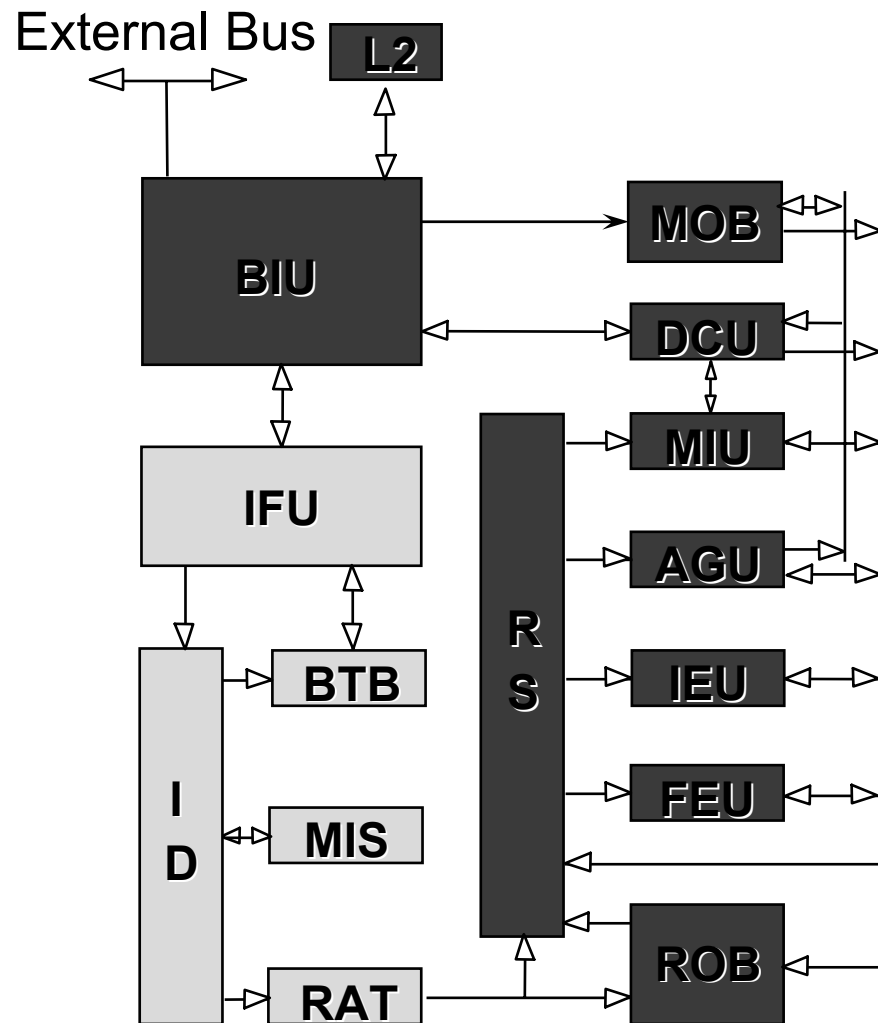 External Bus
L2
BIU
MOB
DCU
MIU
IFU
AGU
R
S
BTB
IEU
I
D
MIS
FEU
RAT
ROB